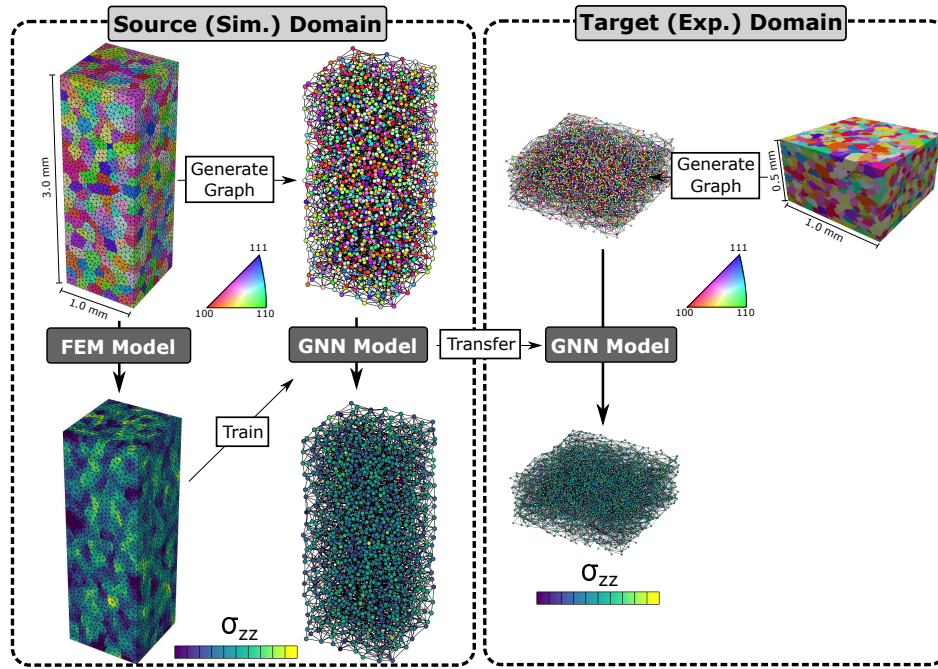 Source (Sim.) Domain
Target (Exp.) Domain
3.0 mm
1.0 mm
Generate
Graph
111
100
110
Generate
Graph
0.5 mm
1.0 mm
111
100
110
FEM Model
GNN Model
Transfer
GNN Model
Train
σzz
σzz